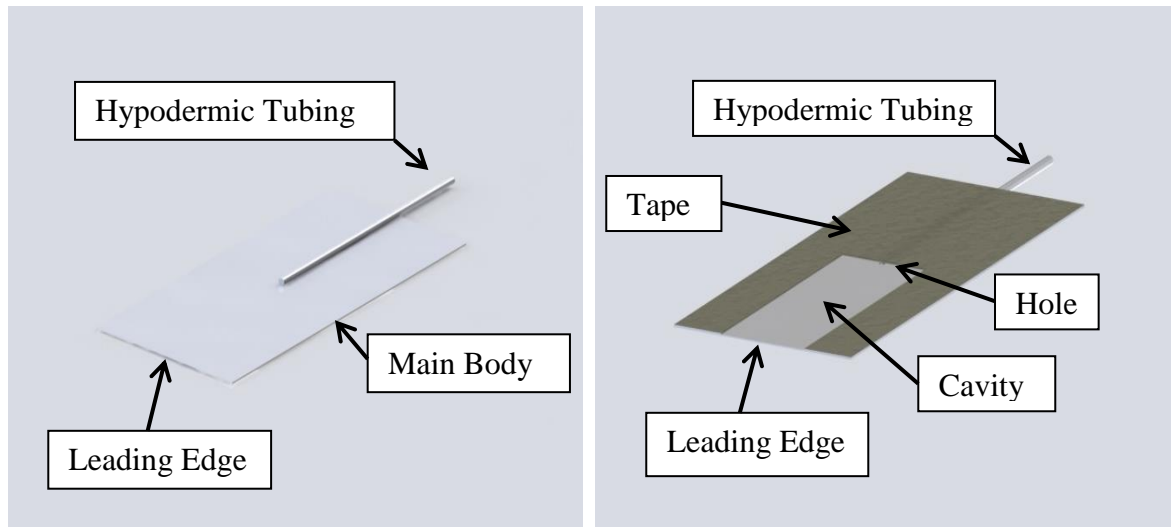 Hypodermic Tubing
Main Body
Leading Edge
Hypodermic Tubing
Tape
Hole
Cavity
Leading Edge